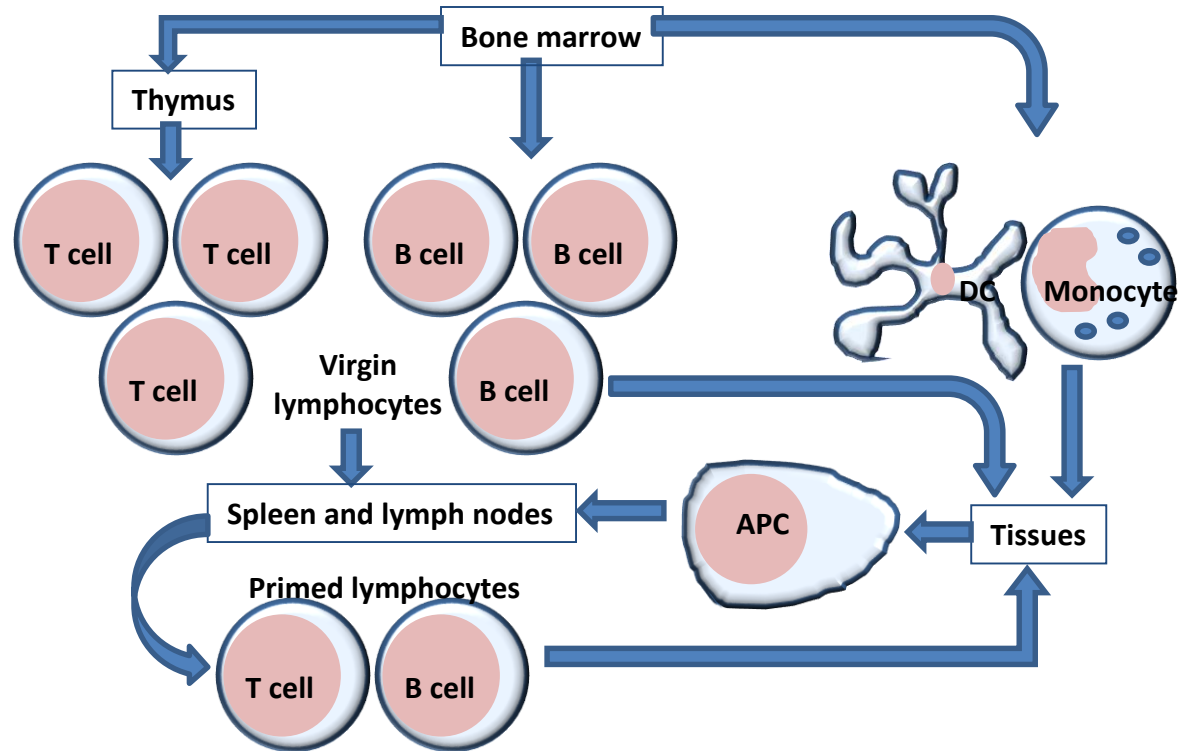 Bone marrow
Thymus
T cell
T cell
B cell
B cell
DC
Monocyte
T cell
Virgin
lymphocytes
B cell
Spleen and lymph nodes
APC
Tissues
Primed lymphocytes
T cell
B cell